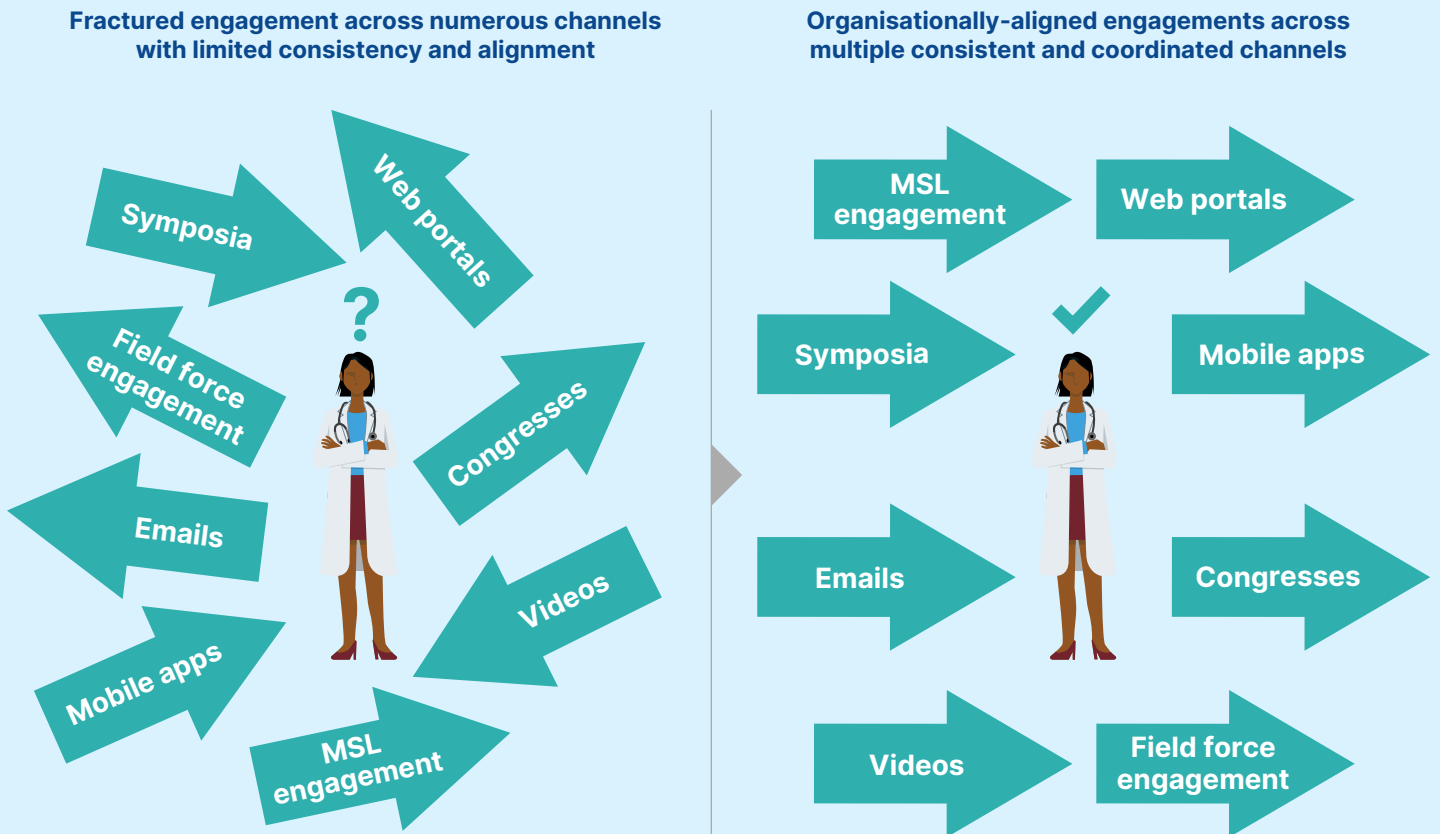 Fractured engagement across numerous channels
with limited consistency and alignment
Symposia
Web portals
?
Field force
engagement
Congresses
Emails
Videos
Mobile apps
MSL
engagement
Organisationally-aligned engagements across
multiple consistent and coordinated channels
MSL
engagement
Web portals
Symposia
Mobile apps
Emails
Congresses
Videos
Field force
engagement